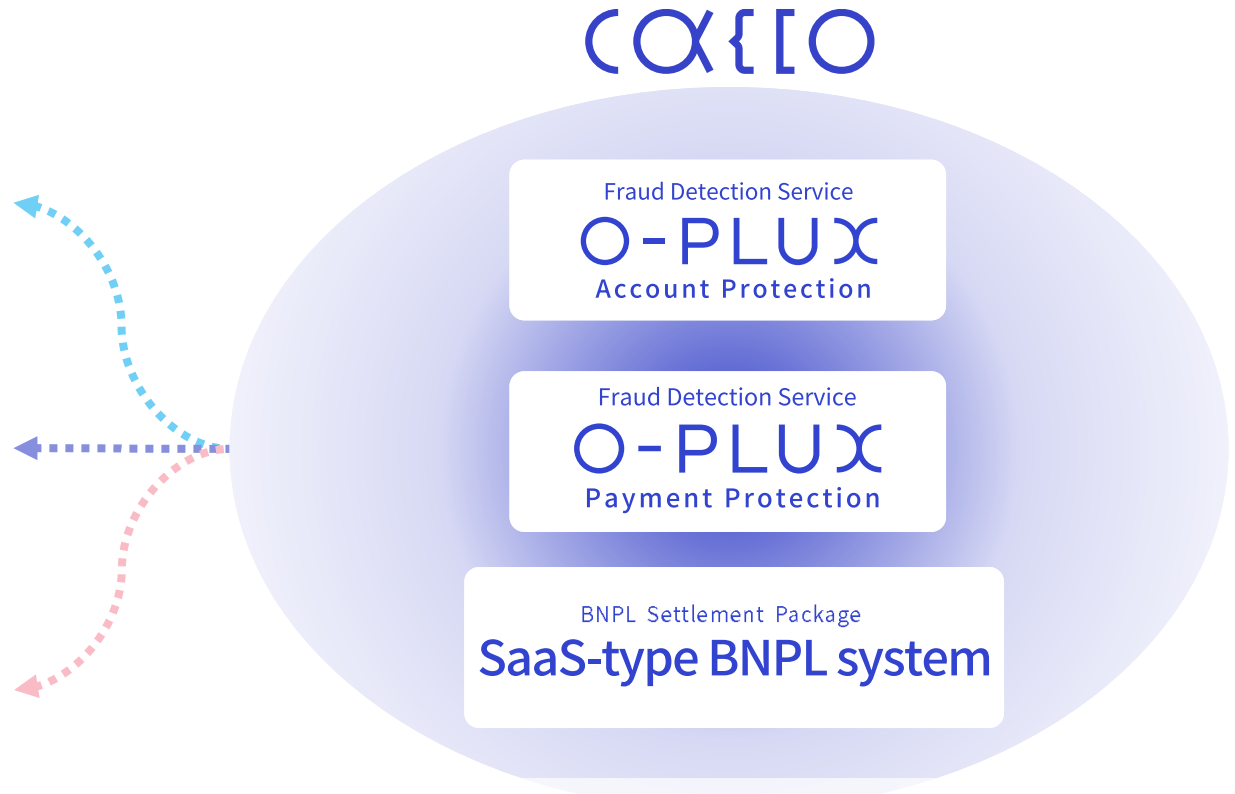 cacco
Fraud Detection Service
O-PLUX
Account Protection
Fraud Detection Service
O-PLUX
Payment Protection
BNPL Settlement Package
SaaS-type BNPL system